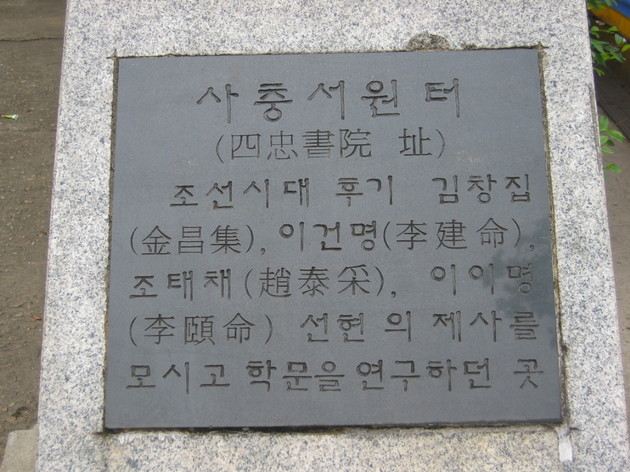 사충서원 터
(四忠書院 址)
조선시대 후기 김창집
(金昌集), 이건명(李建命),
조태채(趙泰采), 이이명
(李頤命) 선현 의 제사를
모시고 학문을 연구하던 곳